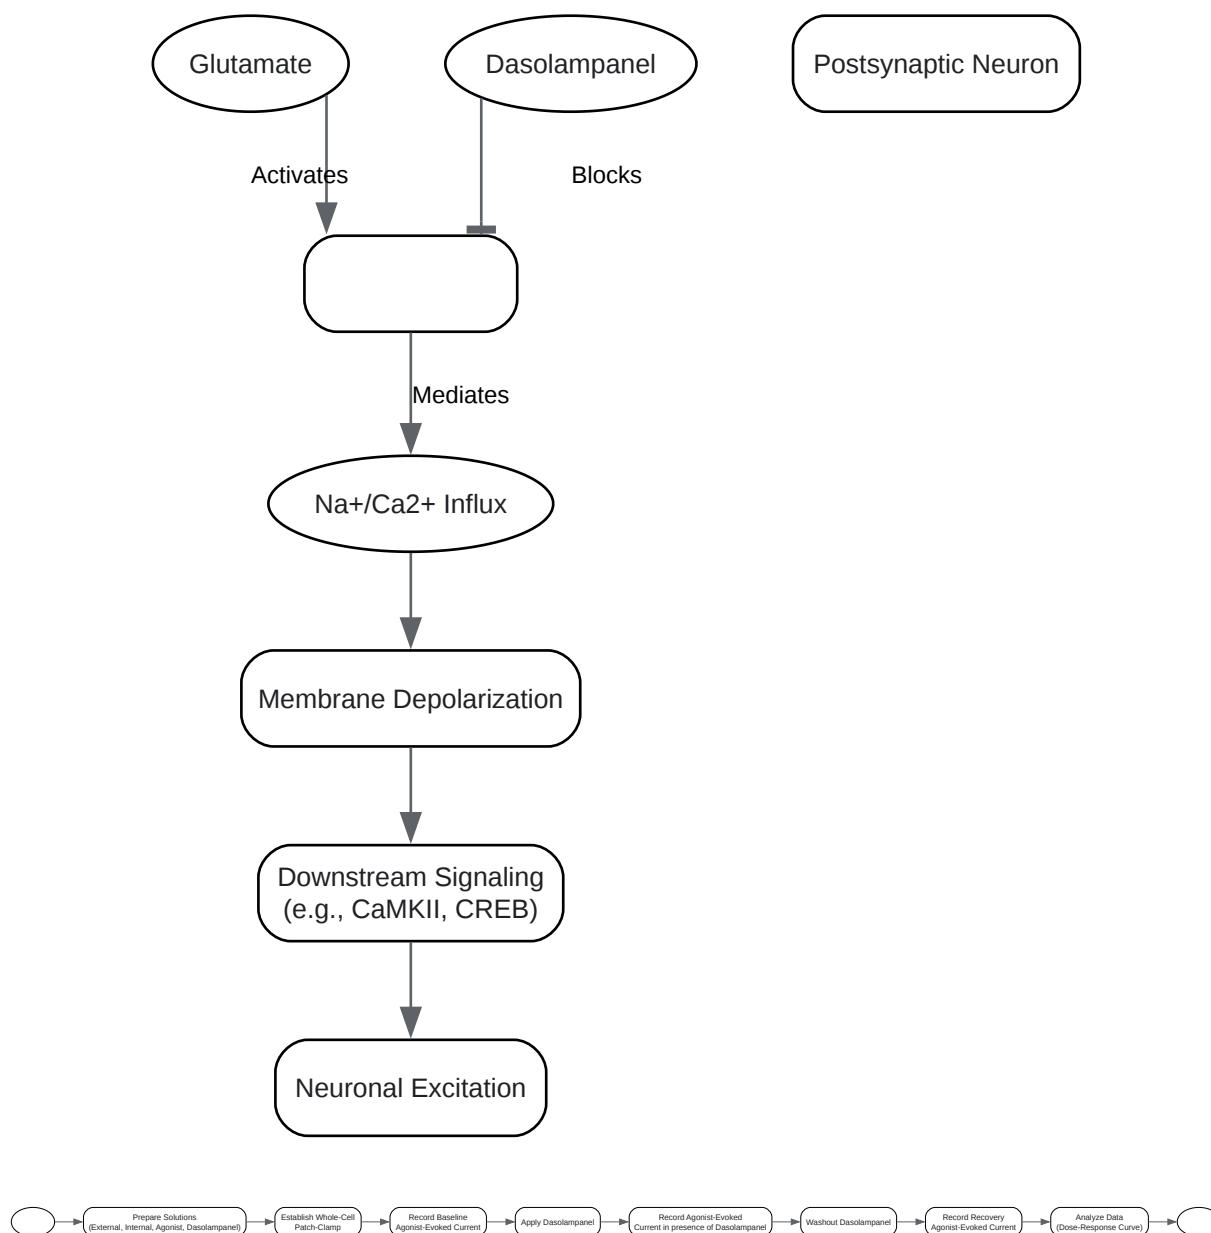 Glutamate
Dasolampanel
Postsynaptic Neuron
Activates
Blocks
Mediates
Na+/Ca2+ Influx
Membrane Depolarization
Downstream Signaling
(e.g., CaMKII, CREB)
Neuronal Excitation
Prepare Solutions
(External, Internal, Agonist, Dasolampanel)
Establish Whole-Cell
Patch-Clamp
Record Baseline
Agonist-Evoked Current
Apply Dasolampanel
Record Agonist-Evoked
Current in presence of Dasolampanel
Washout Dasolampanel
Record Recovery
Agonist-Evoked Current
Analyze Data
(Dose-Response Curve)